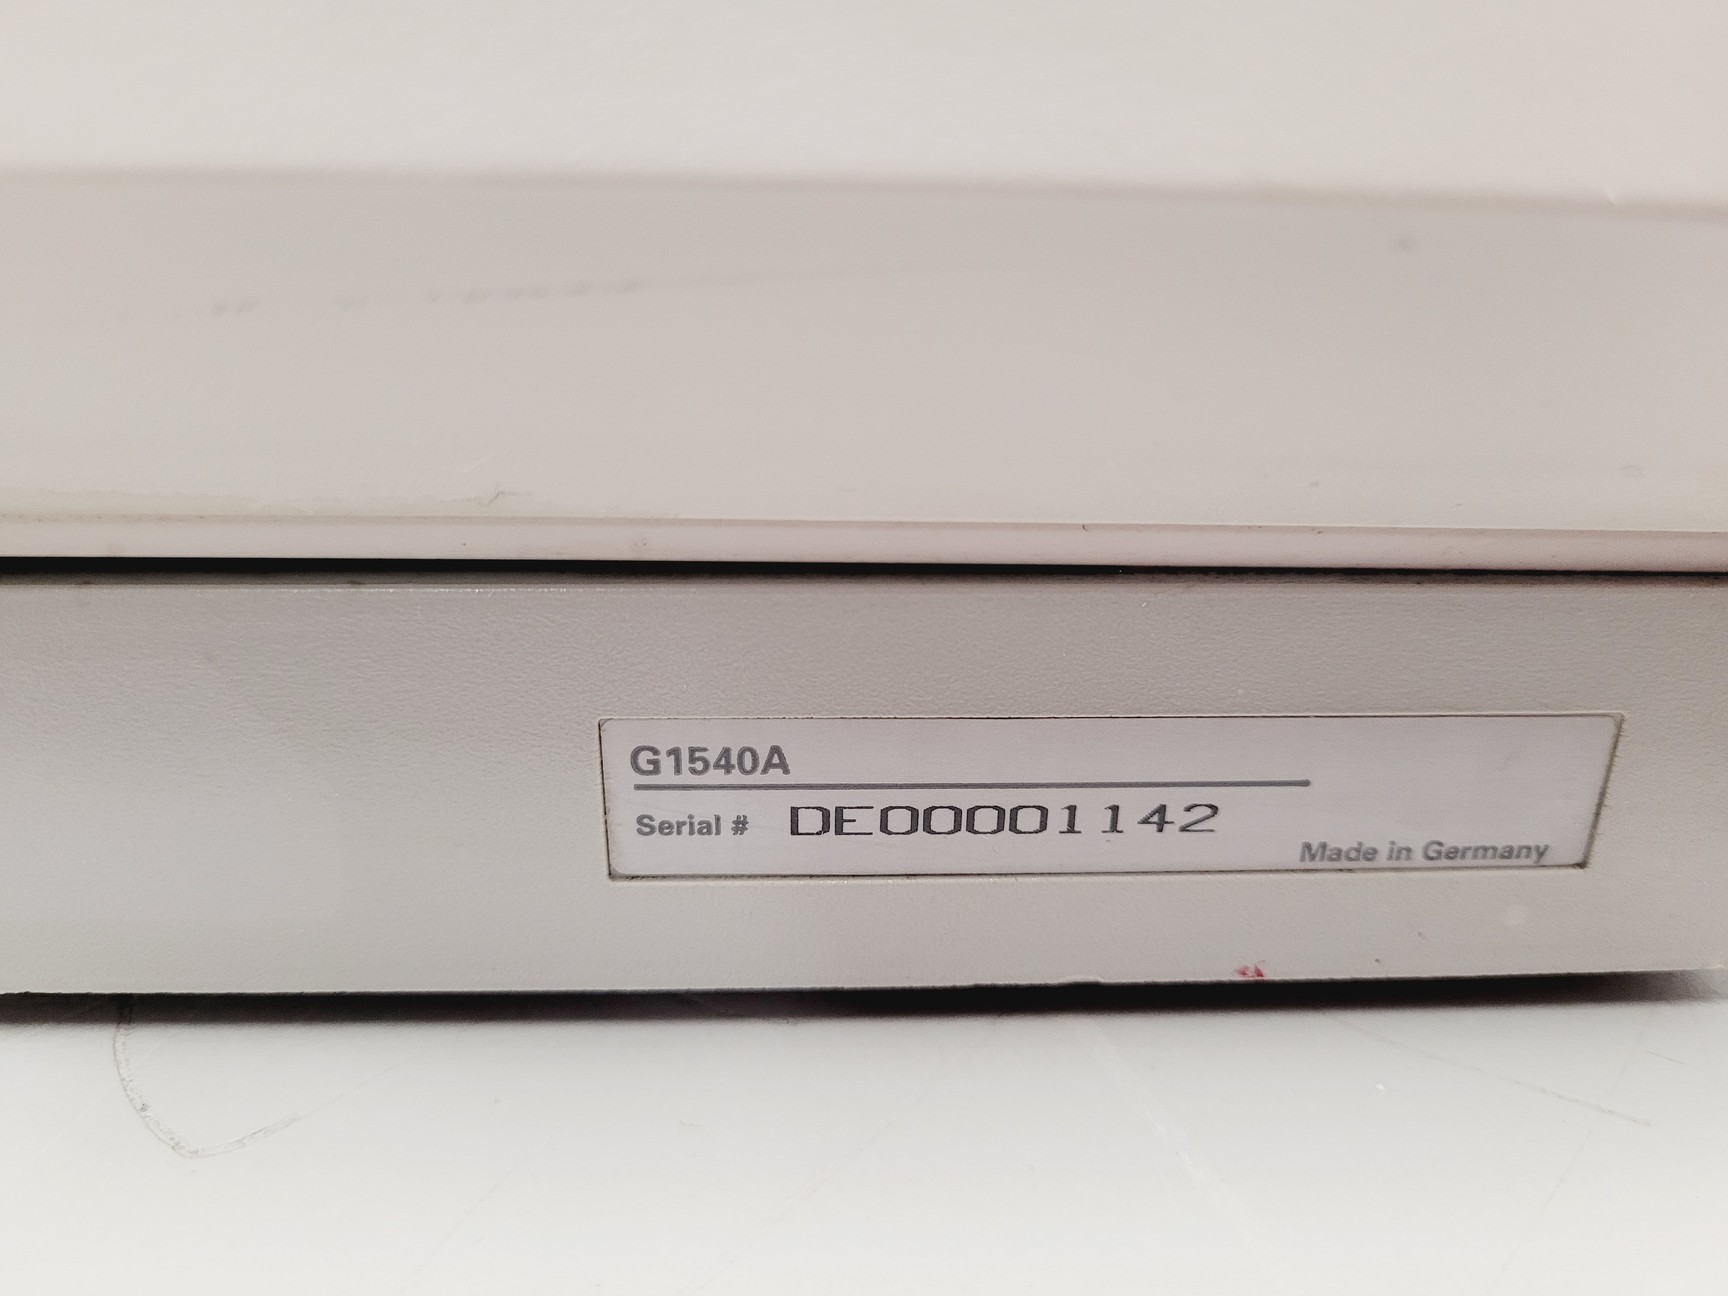 G1540A
Serial # DE00001142
Made in Germany